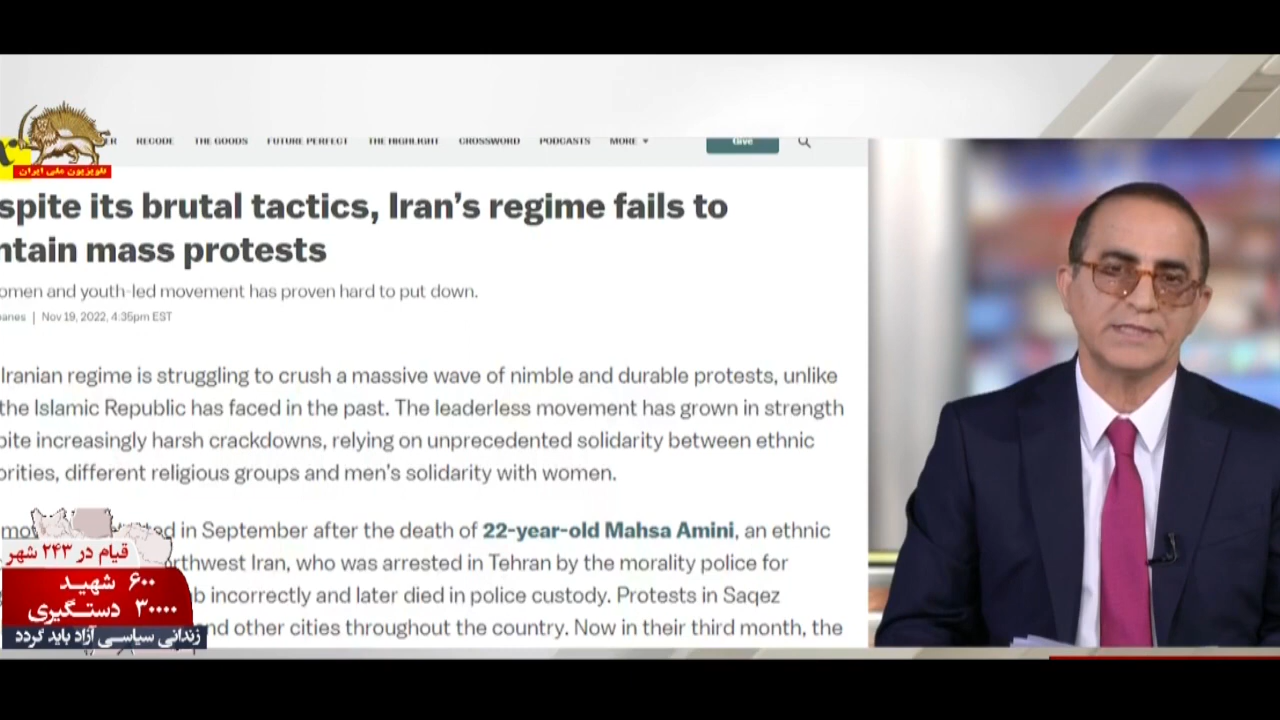 RECODE THE GOODS FUTURE PERFECT THE HIGHLIGHT CROSSWORD PODCASTS MORE Give
تلویزیون ملی ایران
spite its brutal tactics, Iran's regime fails to
ntain mass protests
omen and youth-led movement has proven hard to put down.
anes | Nov 19, 2022, 4:35pm EST
Iranian regime is struggling to crush a massive wave of nimble and durable protests, unlike
the Islamic Republic has faced in the past. The leaderless movement has grown in strength
pite increasingly harsh crackdowns, relying on unprecedented solidarity between ethnic
orities, different religious groups and men's solidarity with women.
ed in September after the death of 22-year-old Mahsa Amini, an ethnic
rthwest Iran, who was arrested in Tehran by the morality police for
b incorrectly and later died in police custody. Protests in Saqez
nd other cities throughout the country. Now in their third month, the
قیام در ۲۴۳ شهر
۶۰۰ شهید
۳۰۰۰۰ دستگیری
زندانی سیاسی آزاد باید گردد